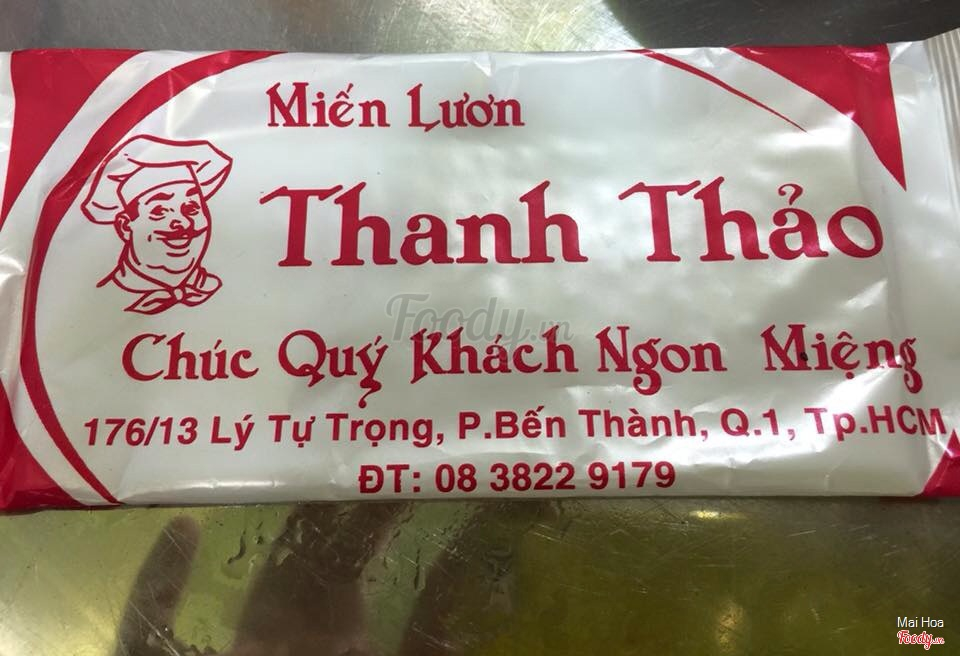 Miến Lươn
Thanh Thảo
Foody.vn
Chúc Quý Khách Ngon Miệng
176/13 Lý Tự Trọng, P.Bến Thành, Q.1, Tp.HCM
ĐT: 08 3822 9179
Mai Hoa
Foody.vn